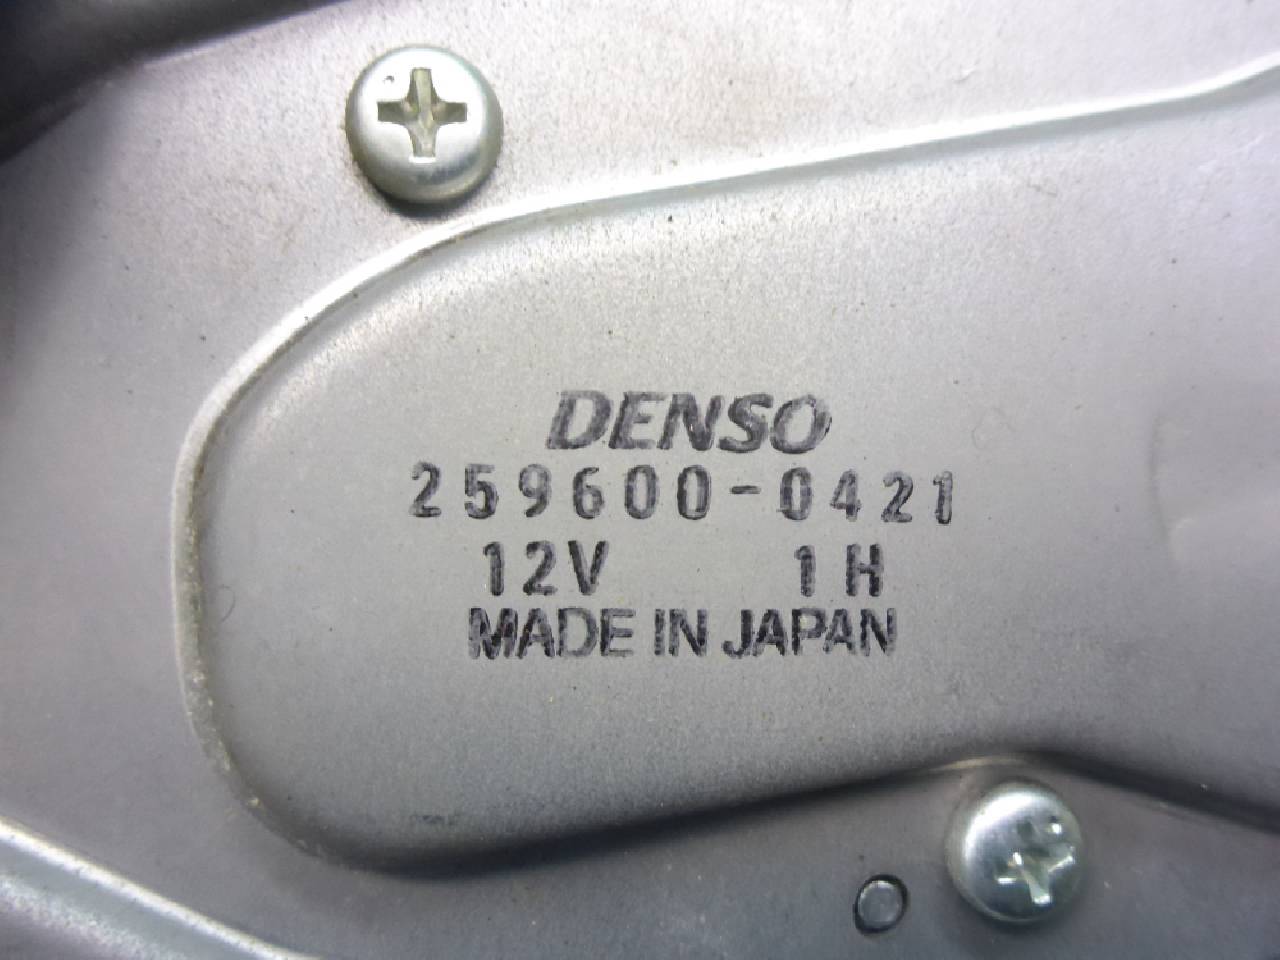 DENSO
259600-0421
12V 1H
MADE IN JAPAN